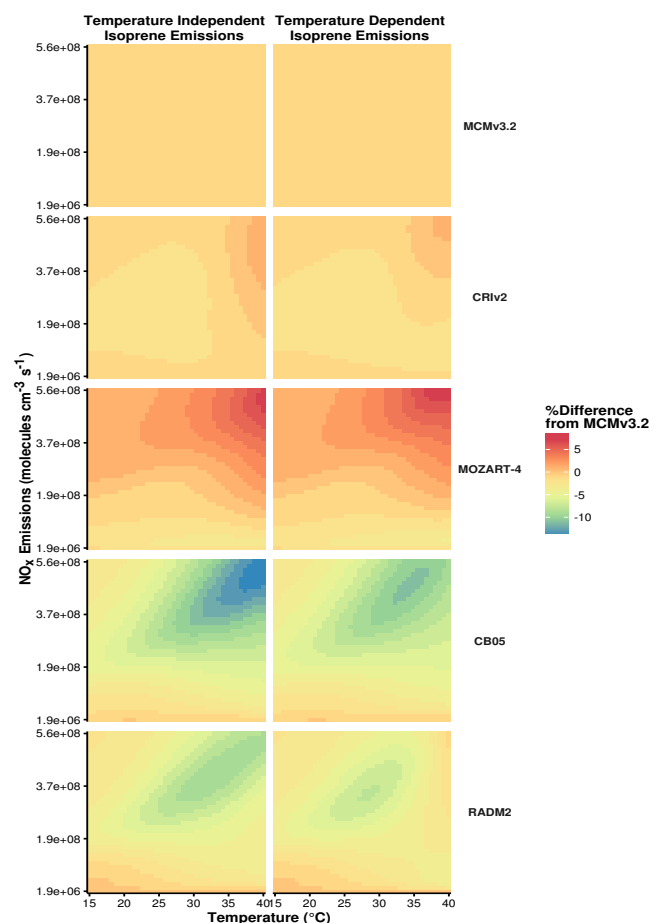 Temperature Independent
Isoprene Emissions
Temperature Dependent
Isoprene Emissions
5.6e+08
3.7e+08
1.9e+08
1.9e+06
MCMv3.2
5.6e+08
3.7e+08
1.9e+08
1.9e+06
CRIv2
5.6e+08
3.7e+08
1.9e+08
1.9e+06
MOZART-4
5.6e+08
3.7e+08
1.9e+08
1.9e+06
CB05
5.6e+08
3.7e+08
1.9e+08
1.9e+06
RADM2
NOx Emissions (molecules cm⁻³ s⁻¹)
15 20 25 30 35 40 15 20 25 30 35 40
Temperature (°C)
%Difference
from MCMv3.2
5
0
-5
-10